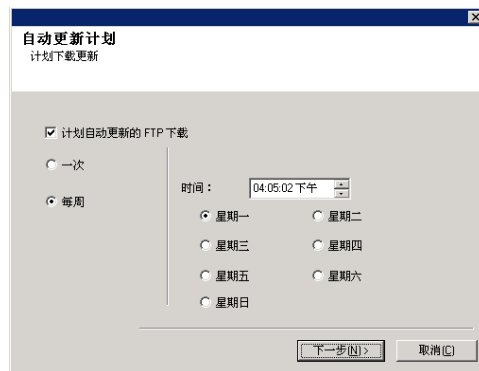 自动更新计划
计划下载更新
计划自动更新的 FTP 下载
一次
每周
时间： 04:05:02 下午
星期一 星期二
星期三 星期四
星期五 星期六
星期日
下一步(N) > 取消(C)